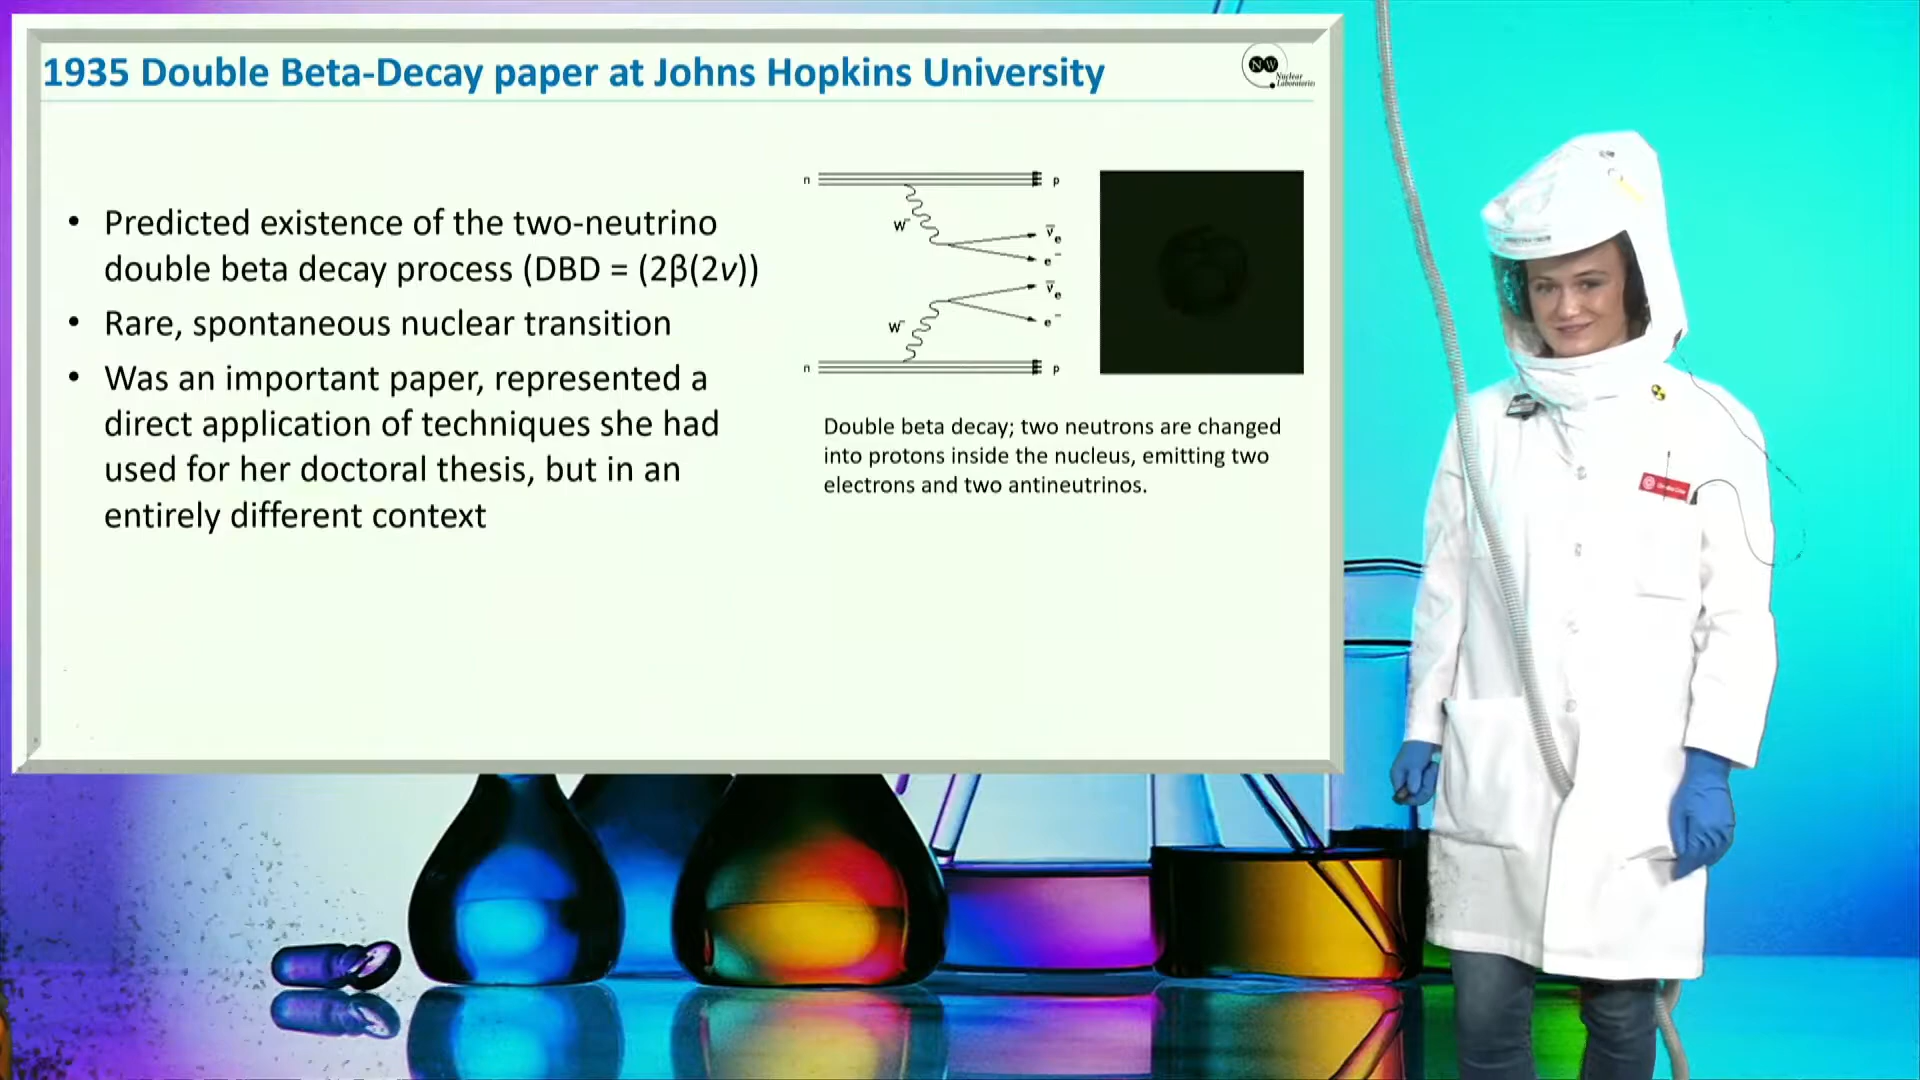 1935 Double Beta-Decay paper at Johns Hopkins University
NW
Nuclear
Laboratories
• Predicted existence of the two-neutrino
double beta decay process (DBD = (2β(2ν))
• Rare, spontaneous nuclear transition
• Was an important paper, represented a
direct application of techniques she had
used for her doctoral thesis, but in an
entirely different context
n p
W⁻
ν̅e
e⁻
ν̅e
W⁻
e⁻
n p
Double beta decay; two neutrons are changed
into protons inside the nucleus, emitting two
electrons and two antineutrinos.